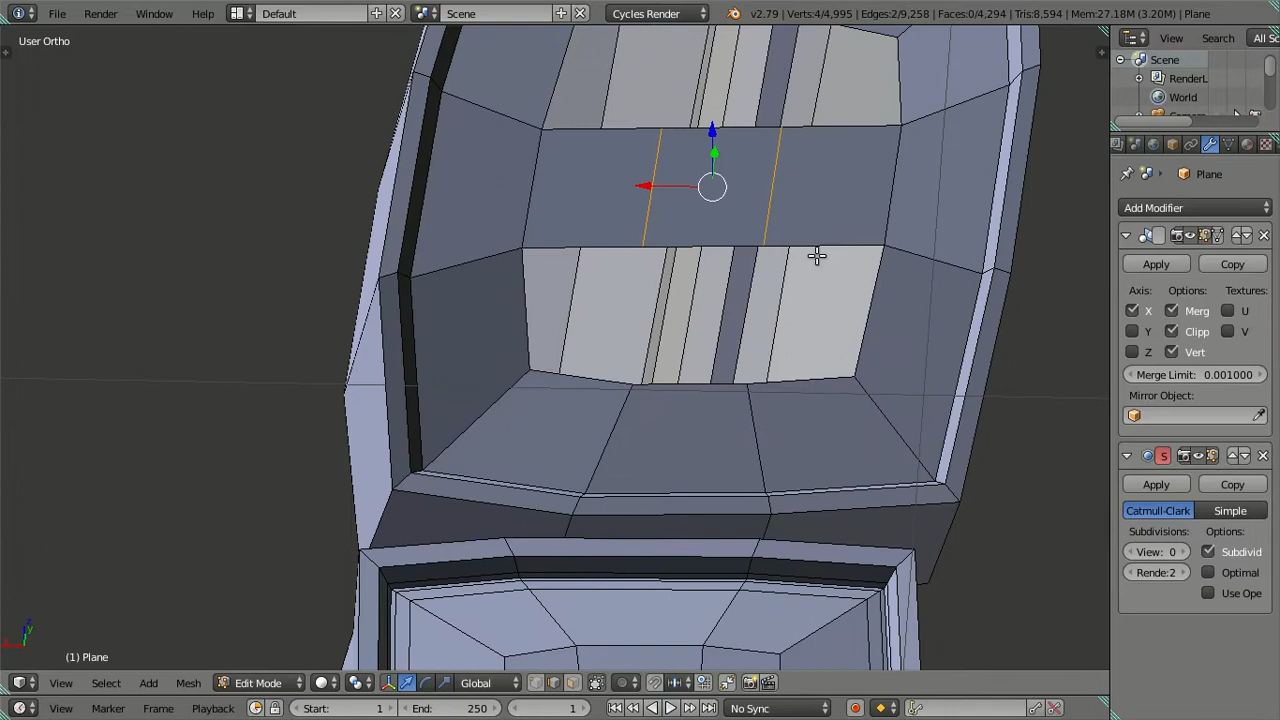 File Render Window Help Default Scene Cycles Render v2.79 | Verts:4/4,995 | Edges:2/9,258 | Faces:0/4,294 | Tris:8,594 | Mem:27.18M (3.20M) | Plane
User Ortho
View Search All Sc
Scene
RenderL
World
Plane
Add Modifier
Apply Copy
Axis: Options: Textures:
X Merg U
Y Clipp V
Z Vert
Merge Limit: 0.001000
Mirror Object:
S
Apply Copy
Catmull-Clark Simple
Subdivisions: Options:
View: 0 Subdivid
Rende:2 Optimal
Use Ope
z y
(1) Plane
View Select Add Mesh Edit Mode Global
View Marker Frame Playback Start: 1 End: 250 1 No Sync